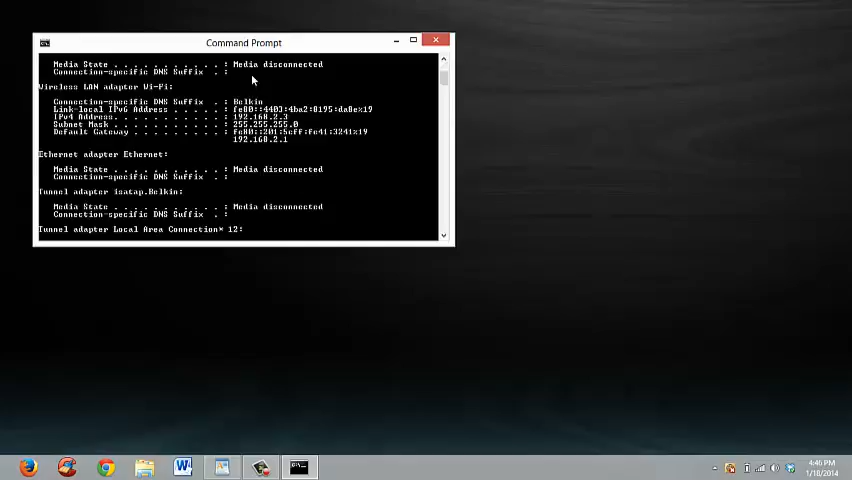 Command Prompt
Media State . . . . . . . . . . . : Media disconnected
Connection-specific DNS Suffix  . :
Wireless LAN adapter Wi-Fi:
Connection-specific DNS Suffix  . : Belkin
Link-local IPv6 Address . . . . . : fe80::4403:4ba2:8195:da8e%19
IPv4 Address. . . . . . . . . . . : 192.168.2.3
Subnet Mask . . . . . . . . . . . : 255.255.255.0
Default Gateway . . . . . . . . . : fe80::201:5cff:fe41:3241%19
192.168.2.1
Ethernet adapter Ethernet:
Media State . . . . . . . . . . . : Media disconnected
Connection-specific DNS Suffix  . :
Tunnel adapter isatap.Belkin:
Media State . . . . . . . . . . . : Media disconnected
Connection-specific DNS Suffix  . :
Tunnel adapter Local Area Connection* 12:
4:46 PM
1/18/2014